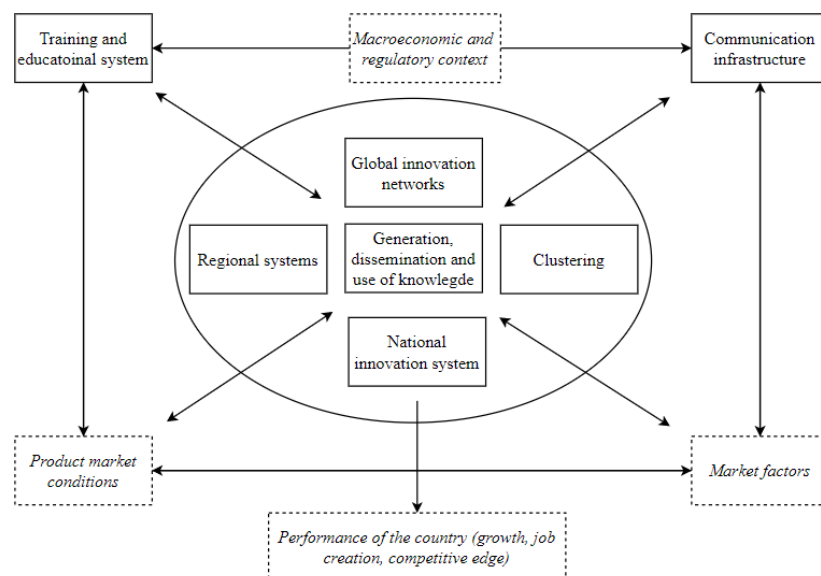 Training and
educatoinal system
Macroeconomic and
regulatory context
Communication
infrastructure
Global innovation
networks
Regional systems
Generation,
dissemination and
use of knowlegde
Clustering
National
innovation system
Product market
conditions
Market factors
Performance of the country (growth, job
creation, competitive edge)